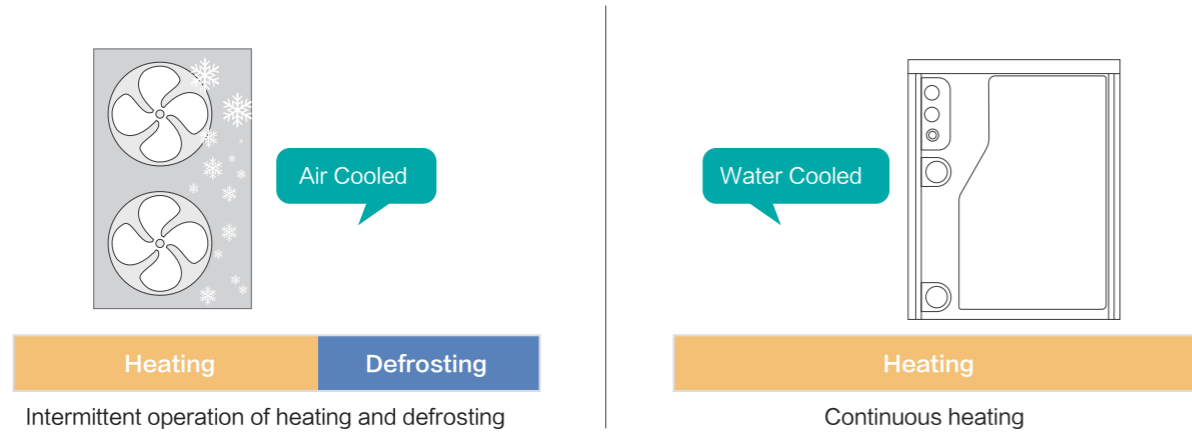 Air Cooled
Heating
Defrosting
Intermittent operation of heating and defrosting
Water Cooled
Heating
Continuous heating